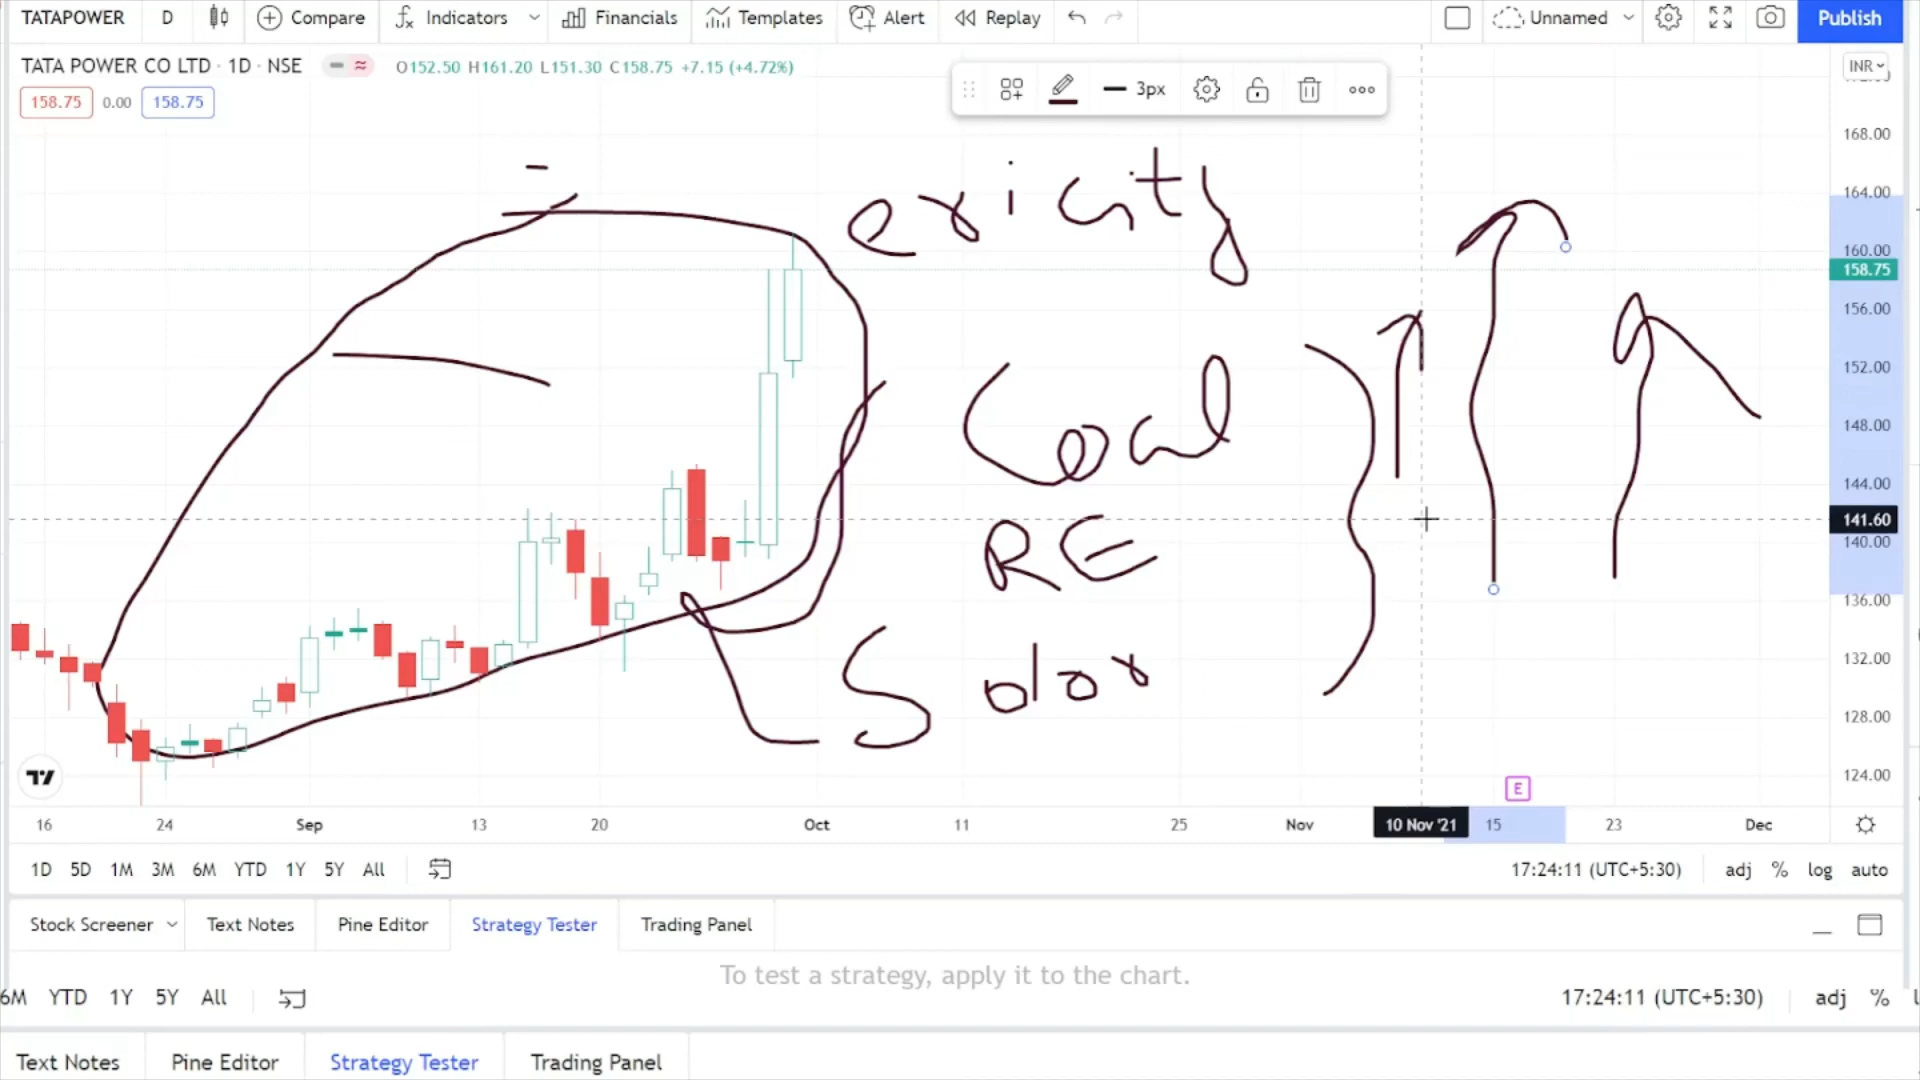 TATAPOWER D Compare Indicators Financials Templates Alert Replay Unnamed Publish
TATA POWER CO LTD · 1D · NSE O152.50 H161.20 L151.30 C158.75 +7.15 (+4.72%)
INR
158.75 0.00 158.75
3px
168.00
164.00
160.00
158.75
156.00
152.00
148.00
144.00
141.60
140.00
136.00
132.00
128.00
124.00
Coal
RE
Solar
E
16 24 Sep 13 20 Oct 11 25 Nov 10 Nov '21 15 23 Dec
1D 5D 1M 3M 6M YTD 1Y 5Y All 17:24:11 (UTC+5:30) adj % log auto
Stock Screener Text Notes Pine Editor Strategy Tester Trading Panel
To test a strategy, apply it to the chart.
6M YTD 1Y 5Y All 17:24:11 (UTC+5:30) adj %
Text Notes Pine Editor Strategy Tester Trading Panel